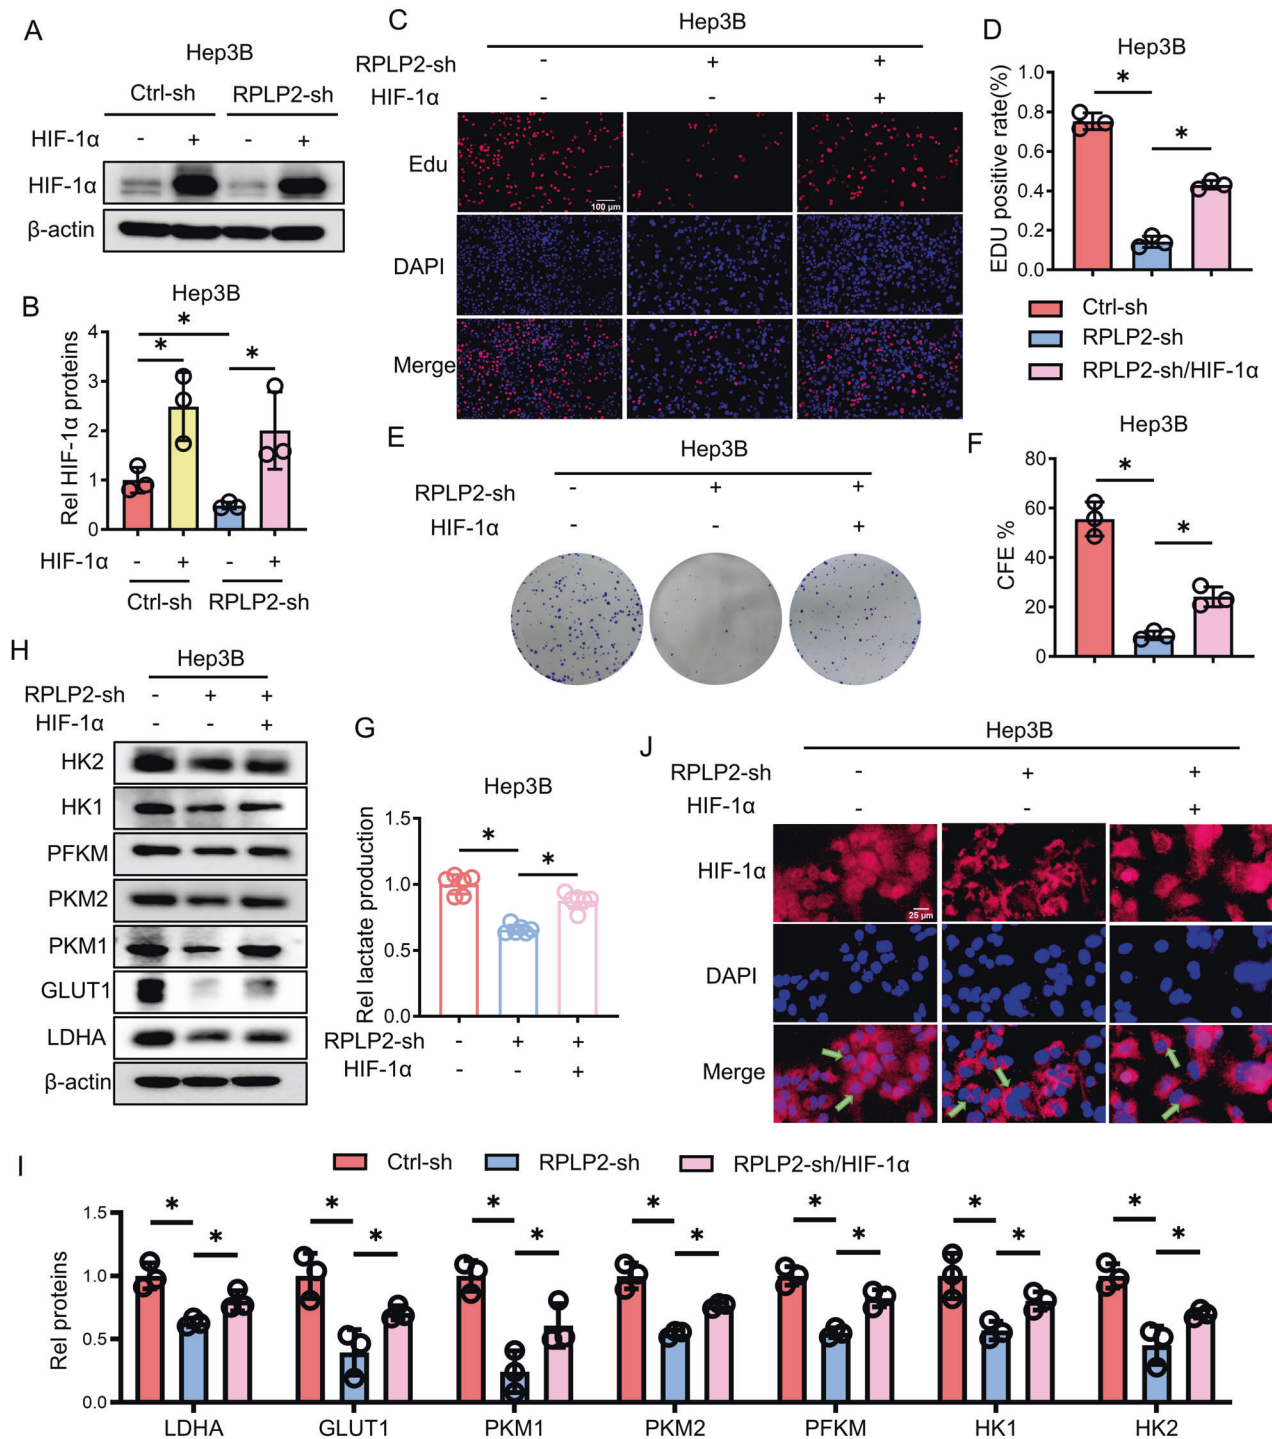 A
Hep3B
Ctrl-sh RPLP2-sh
HIF-1α - + - +
HIF-1α
β-actin
B
Hep3B
Rel HIF-1α proteins
4
3
2
1
0
* * *
HIF-1α - + - +
Ctrl-sh RPLP2-sh
C
Hep3B
RPLP2-sh - + +
HIF-1α - - +
Edu
100 μm
DAPI
Merge
D
Hep3B
EDU positive rate(%)
1.0
0.8
0.6
0.4
0.2
0.0
* *
Ctrl-sh
RPLP2-sh
RPLP2-sh/HIF-1α
E
Hep3B
RPLP2-sh - + +
HIF-1α - - +
F
Hep3B
CFE %
80
60
40
20
0
* *
H
Hep3B
RPLP2-sh - + +
HIF-1α - - +
HK2
HK1
PFKM
PKM2
PKM1
GLUT1
LDHA
β-actin
G
Hep3B
Rel lactate production
1.5
1.0
0.5
0.0
* *
RPLP2-sh - + +
HIF-1α - - +
J
Hep3B
RPLP2-sh - + +
HIF-1α - - +
HIF-1α
25 μm
DAPI
Merge
I
Ctrl-sh RPLP2-sh RPLP2-sh/HIF-1α
Rel proteins
1.5
1.0
0.5
0.0
* * * * * * * * * * * * * *
LDHA GLUT1 PKM1 PKM2 PFKM HK1 HK2